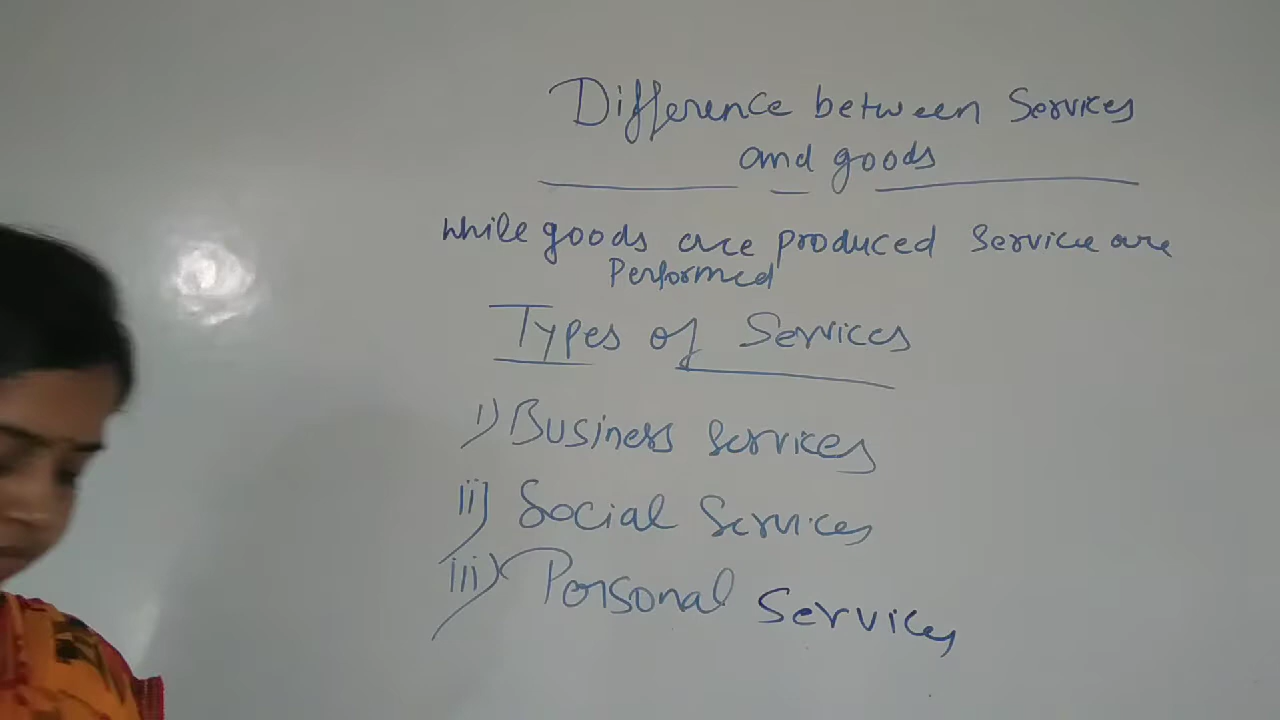 Difference between Services
and goods
while goods are produced Service are
Performed
Types of Services
i) Business Services
ii) Social Services
iii) Personal Services